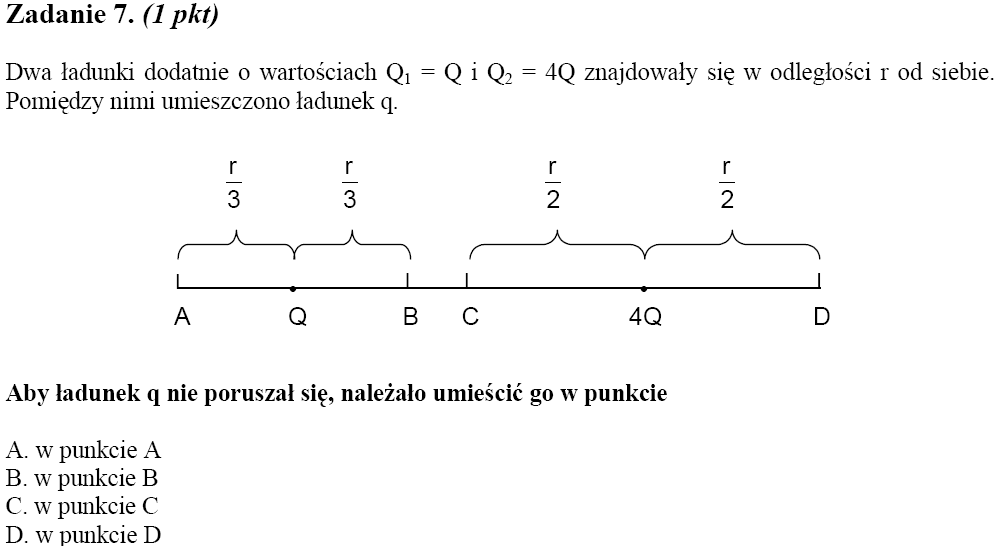 Zadanie 7. (1 pkt)
Dwa ładunki dodatnie o wartościach Q₁ = Q i Q₂ = 4Q znajdowały się w odległości r od siebie.
Pomiędzy nimi umieszczono ładunek q.
r/3 r/3 r/2 r/2
A Q B C 4Q D
Aby ładunek q nie poruszał się, należało umieścić go w punkcie
A. w punkcie A
B. w punkcie B
C. w punkcie C
D. w punkcie D